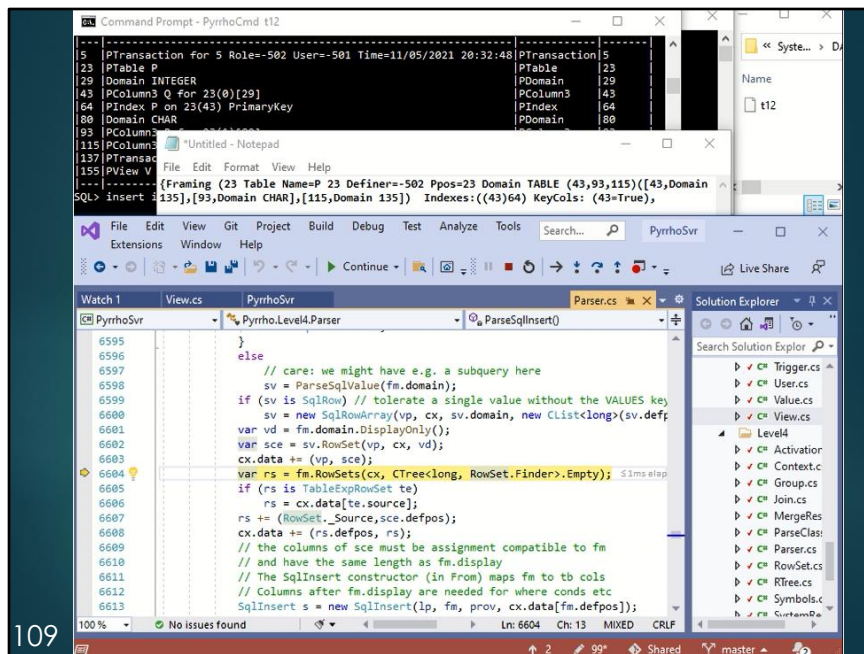 Command Prompt - PyrrhoCmd t12
|---|
|5 |PTransaction for 5 Role=-502 User=-501 Time=11/05/2021 20:32:48|PTransaction|5 |
|23 |PTable P |PTable |23 |
|29 |Domain INTEGER |PDomain |29 |
|43 |PColumn3 Q for 23(0)[29] |PColumn3 |43 |
|64 |PIndex P on 23(43) PrimaryKey |PIndex |64 |
|80 |Domain CHAR |PDomain |80 |
|93 |PColumn3
|115|PColumn3
|137|PTransac
|155|PView V
SQL> insert i
« Syste... > DA
Name
t12
*Untitled - Notepad
File Edit Format View Help
{Framing (23 Table Name=P 23 Definer=-502 Ppos=23 Domain TABLE (43,93,115)([43,Domain
135],[93,Domain CHAR],[115,Domain 135]) Indexes:((43)64) KeyCols: (43=True),
File Edit View Git Project Build Debug Test Analyze Tools Search... PyrrhoSvr
Extensions Window Help
Continue Live Share
Watch 1 View.cs PyrrhoSvr Parser.cs
PyrrhoSvr Pyrrho.Level4.Parser ParseSqlInsert()
6595 }
6596 else
6597 // care: we might have e.g. a subquery here
6598 sv = ParseSqlValue(fm.domain);
6599 if (sv is SqlRow) // tolerate a single value without the VALUES key
6600 sv = new SqlRowArray(vp, cx, sv.domain, new CList<long>(sv.defp
6601 var vd = fm.domain.DisplayOnly();
6602 var sce = sv.RowSet(vp, cx, vd);
6603 cx.data += (vp, sce);
6604 var rs = fm.RowSets(cx, CTree<long, RowSet.Finder>.Empty); ≤1ms elap
6605 if (rs is TableExpRowSet te)
6606 rs = cx.data[te.source];
6607 rs += (RowSet._Source,sce.defpos);
6608 cx.data += (rs.defpos, rs);
6609 // the columns of sce must be assignment compatible to fm
6610 // and have the same length as fm.display
6611 // The SqlInsert constructor (in From) maps fm to tb cols
6612 // Columns after fm.display are needed for where conds etc
6613 SqlInsert s = new SqlInsert(lp, fm, prov, cx.data[fm.defpos]);
100 % No issues found Ln: 6604 Ch: 13 MIXED CRLF
Solution Explorer
Search Solution Explor
C# Trigger.cs
C# User.cs
C# Value.cs
C# View.cs
Level4
C# Activation
C# Context.c
C# Group.cs
C# Join.cs
C# MergeRes
C# ParseClas
C# Parser.cs
C# RowSet.cs
C# RTree.cs
C# Symbols.c
2 99* Shared master
109